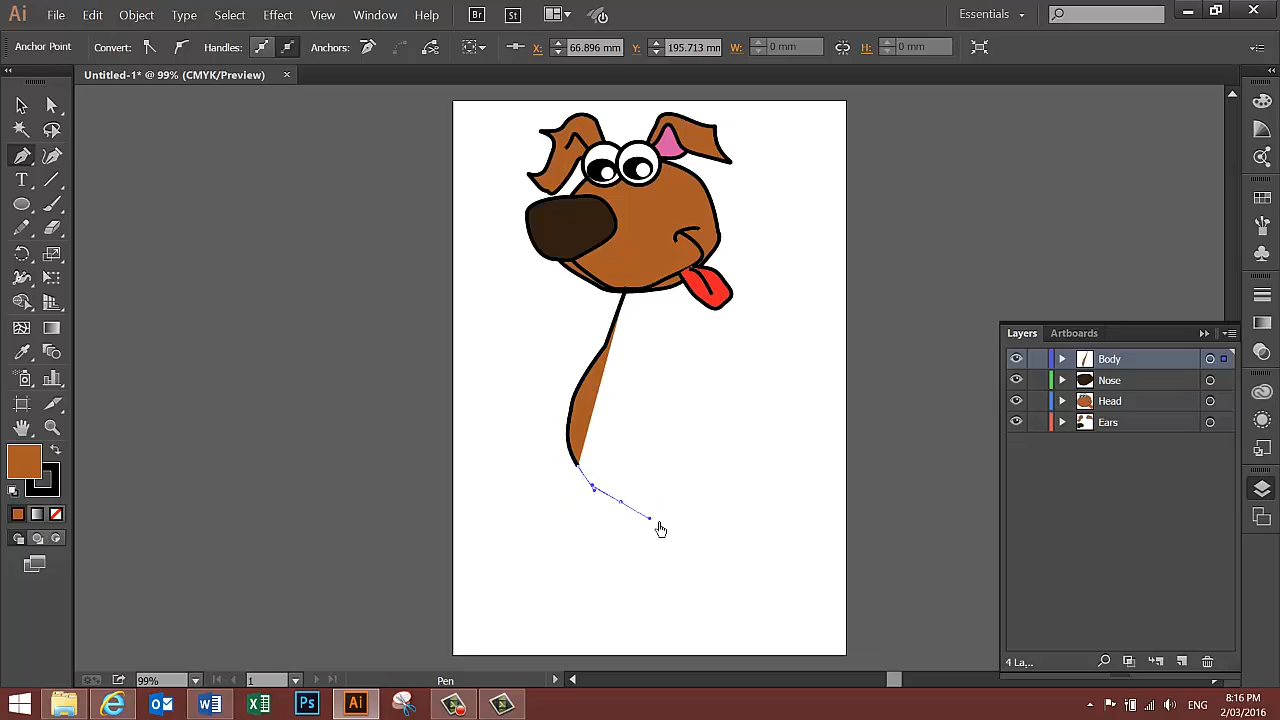 Ai File Edit Object Type Select Effect View Window Help Br St Essentials
Anchor Point Convert: Handles: Anchors: X: 66.896 mm Y: 195.713 mm W: 0 mm H: 0 mm
Untitled-1* @ 99% (CMYK/Preview) ×
T
Layers Artboards
Body
Nose
Head
Ears
4 La...
99% 1 Pen
Ps Ai ENG 8:16 PM
2/03/2016